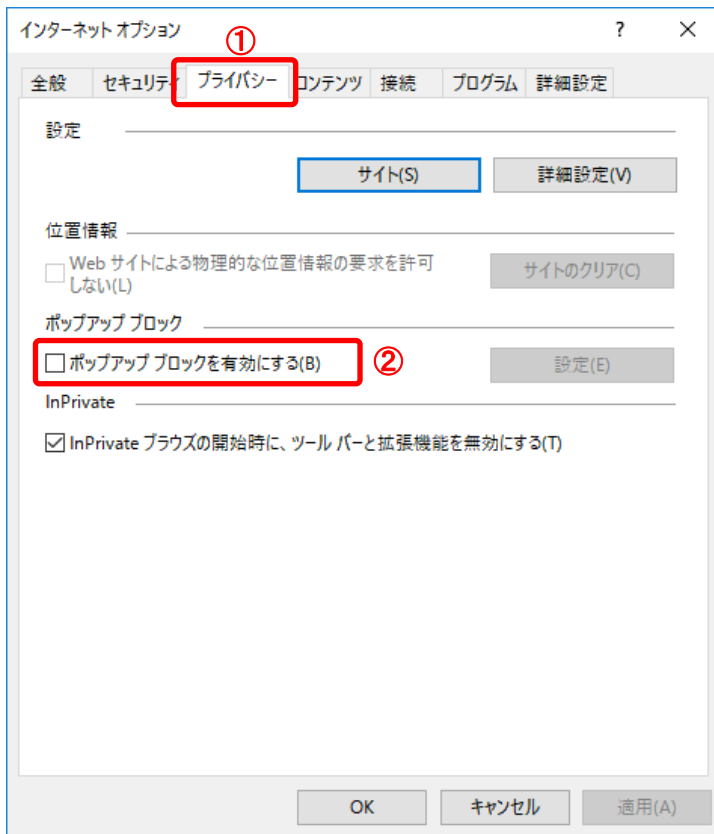 インターネット オプション ? ×
①
全般 セキュリティ プライバシー コンテンツ 接続 プログラム 詳細設定
設定
サイト(S) 詳細設定(V)
位置情報
Web サイトによる物理的な位置情報の要求を許可
しない(L)
サイトのクリア(C)
ポップアップ ブロック
ポップアップ ブロックを有効にする(B) ② 設定(E)
InPrivate
InPrivate ブラウズの開始時に、ツール バーと拡張機能を無効にする(T)
OK キャンセル 適用(A)